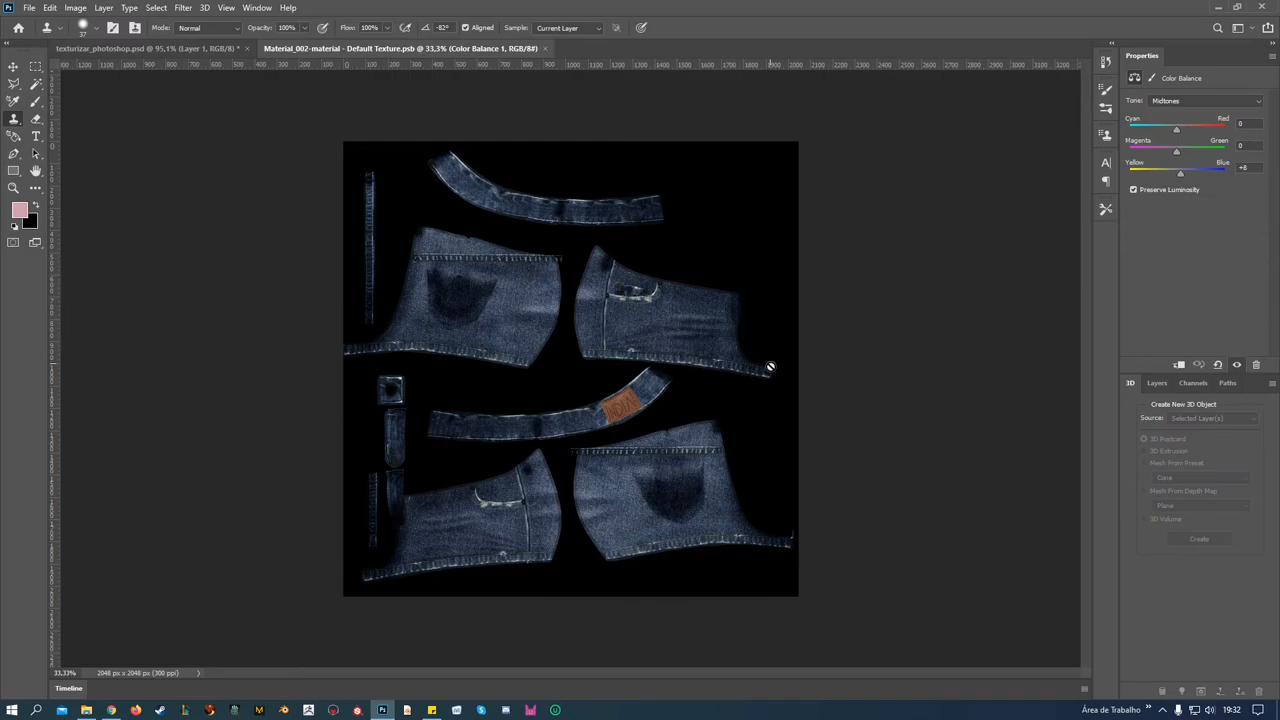 File Edit Image Layer Type Select Filter 3D View Window Help
37 Mode: Normal Opacity: 100% Flow: 100% -82° Aligned Sample: Current Layer
texturizar_photoshop.psd @ 95,1% (Layer 1, RGB/8) * × Material_002-material - Default Texture.psb @ 33,3% (Color Balance 1, RGB/8#) ×
Properties
Color Balance
Tone: Midtones
Cyan Red 0
Magenta Green 0
Yellow Blue +8
Preserve Luminosity
3D Layers Channels Paths
Create New 3D Object
Source: Selected Layer(s)
3D Postcard
3D Extrusion
Mesh From Preset
Cone
Mesh From Depth Map
Plane
3D Volume
Create
33,33% 2048 px x 2048 px (300 ppi)
Timeline
Área de Trabalho 19:32